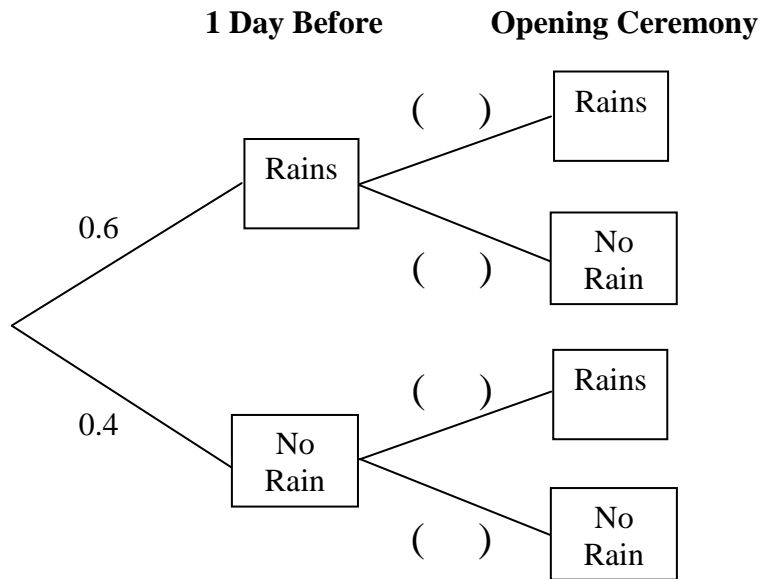 1 Day Before Opening Ceremony
( )
Rains
Rains
0.6
( )
No
Rain
( )
Rains
0.4
No
Rain
( )
No
Rain